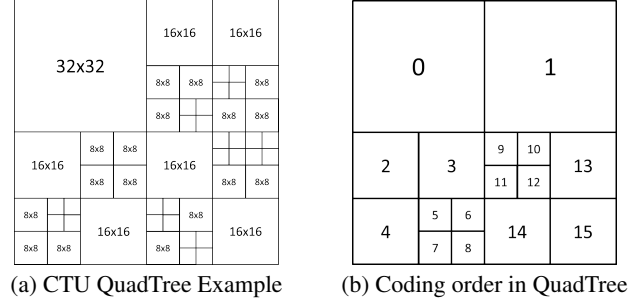 16x16 16x16
32x32
8x8 8x8 8x8
8x8 8x8 8x8
8x8 8x8
16x16 16x16
8x8 8x8 8x8 8x8
8x8 8x8
16x16 16x16
8x8 8x8 8x8
(a) CTU QuadTree Example
0 1
9 10
2 3 13
11 12
5 6
4 14 15
7 8
(b) Coding order in QuadTree